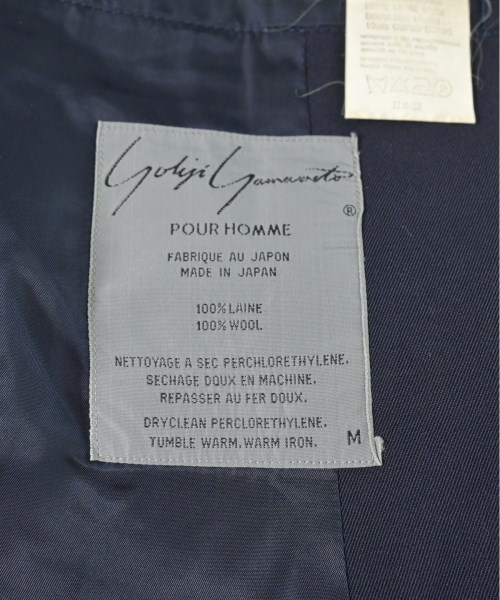 Yohji Yamamoto
®
POUR HOMME
FABRIQUE AU JAPON
MADE IN JAPAN
100% LAINE
100% WOOL
NETTOYAGE A SEC PERCHLORETHYLENE.
SECHAGE DOUX EN MACHINE.
REPASSER AU FER DOUX.
DRYCLEAN PERCLORETHYLENE.
TUMBLE WARM. WARM IRON.
M